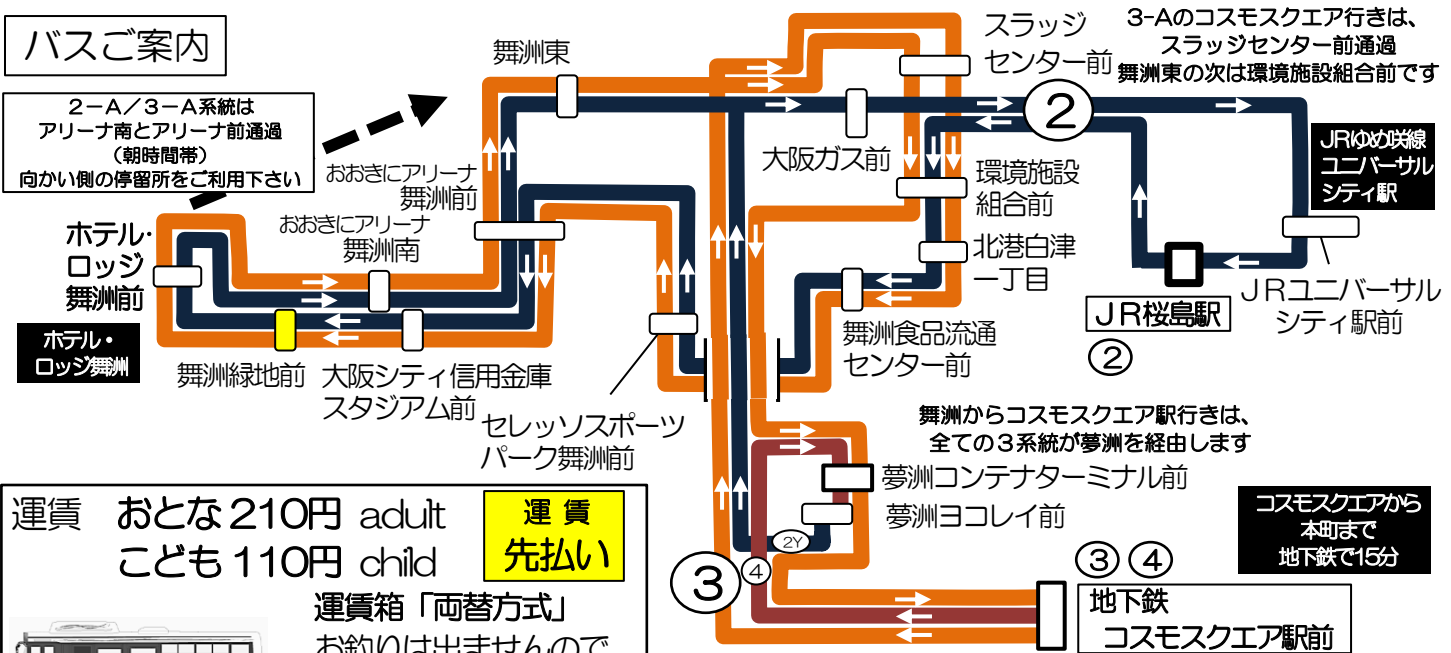 バスご案内
2－A／3－A系統は
アリーナ南とアリーナ前通過
（朝時間帯）
向かい側の停留所をご利用下さい
舞洲東
スラッジ
センター前
3-Aのコスモスクエア行きは、
スラッジセンター前通過
舞洲東の次は環境施設組合前です
②
大阪ガス前
JRゆめ咲線
ユニバーサル
シティ駅
おおきにアリーナ
舞洲前
おおきにアリーナ
舞洲南
環境施設
組合前
北港白津
一丁目
ホテル・
ロッジ
舞洲前
ホテル・
ロッジ舞洲
舞洲緑地前
大阪シティ信用金庫
スタジアム前
セレッソスポーツ
パーク舞洲前
舞洲食品流通
センター前
JR桜島駅
②
JRユニバーサル
シティ駅前
舞洲からコスモスクエア駅行きは、
全ての3系統が夢洲を経由します
夢洲コンテナターミナル前
夢洲ヨコレイ前
2Y
③
④
コスモスクエアから
本町まで
地下鉄で15分
③ ④
地下鉄
コスモスクエア駅前
運賃 おとな210円 adult
こども110円 child
運賃
先払い
運賃箱「両替方式」
お釣りは出ませんので